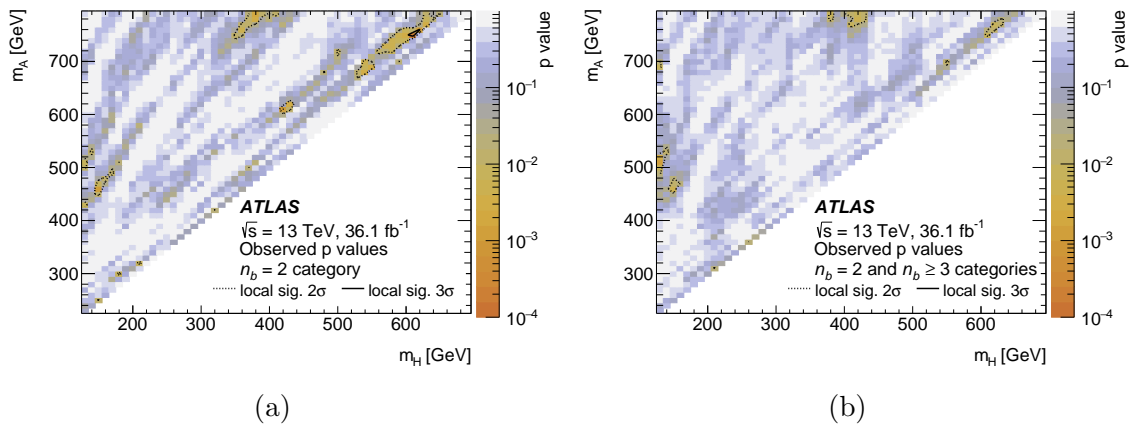 m_A [GeV]
700
600
500
400
300
200 300 400 500 600
m_H [GeV]
ATLAS
√s = 13 TeV, 36.1 fb⁻¹
Observed p values
n_b = 2 category
local sig. 2σ local sig. 3σ
p value
10⁻¹
10⁻²
10⁻³
10⁻⁴
(a)
m_A [GeV]
700
600
500
400
300
200 300 400 500 600
m_H [GeV]
ATLAS
√s = 13 TeV, 36.1 fb⁻¹
Observed p values
n_b = 2 and n_b ≥ 3 categories
local sig. 2σ local sig. 3σ
p value
10⁻¹
10⁻²
10⁻³
10⁻⁴
(b)